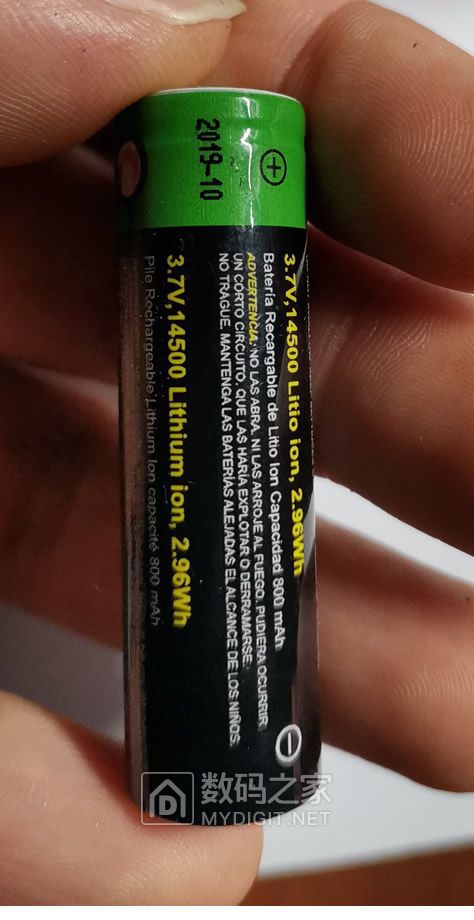 2019-10
3.7V,14500 Litio ion, 2.96Wh
Batería Recargable de Litio Ion Capacidad 800 mAh
ADVERTENCIA: NO LAS ABRA. NI LAS ARROJE AL FUEGO. PUDIERA OCURRIR
UN CORTO CIRCUITO, QUE LAS HARÍA EXPLOTAR O DERRAMARSE.
NO TRAGUE. MANTENGA LAS BATERÍAS ALEJADAS EL ALCANCE DE LOS NIÑOS.
3.7V,14500 Lithium ion, 2.96Wh
Pile Rechargeable Lithium Ion capacité 800 mAh
数码之家
MYDIGIT.NET